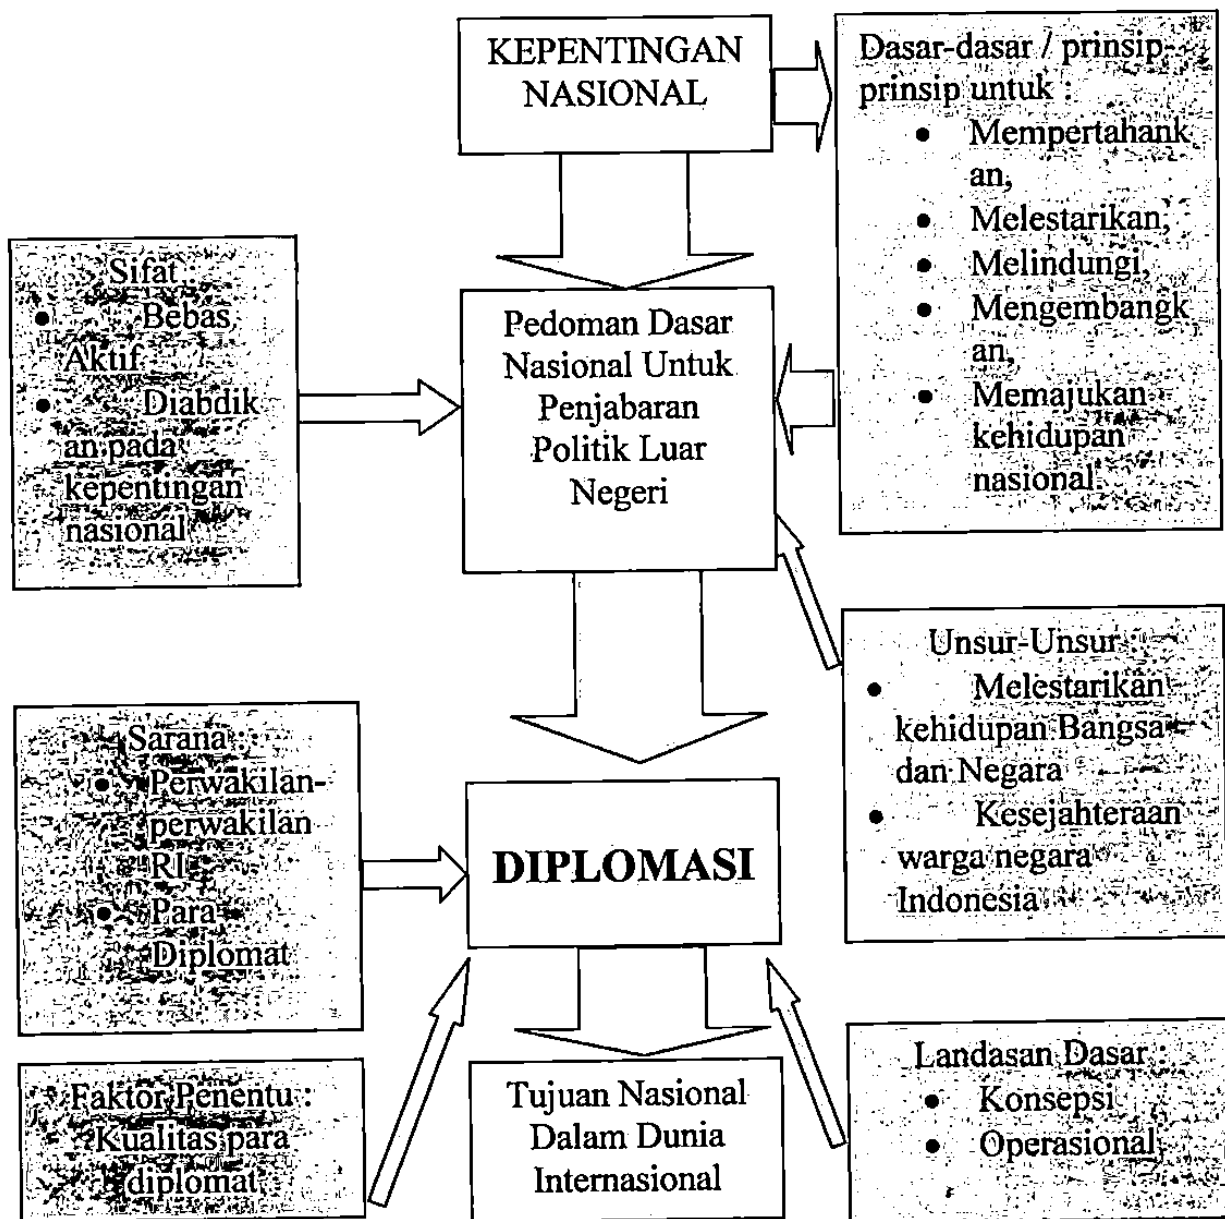 KEPENTINGAN
NASIONAL
Dasar-dasar / prinsip-
prinsip untuk :
• Mempertahank
an,
• Melestarikan,
• Melindungi,
• Mengembangk
an,
• Memajukan
kehidupan
nasional.
Sifat :
• Bebas
Aktif
• Diabdik
an pada
kepentingan
nasional
Pedoman Dasar
Nasional Untuk
Penjabaran
Politik Luar
Negeri
Unsur-Unsur :
• Melestarikan
kehidupan Bangsa
dan Negara
• Kesejahteraan
warga negara
Indonesia
Sarana :
• Perwakilan-
perwakilan
RI
• Para
Diplomat
DIPLOMASI
Faktor Penentu :
Kualitas para
diplomat
Tujuan Nasional
Dalam Dunia
Internasional
Landasan Dasar :
• Konsepsi
• Operasional